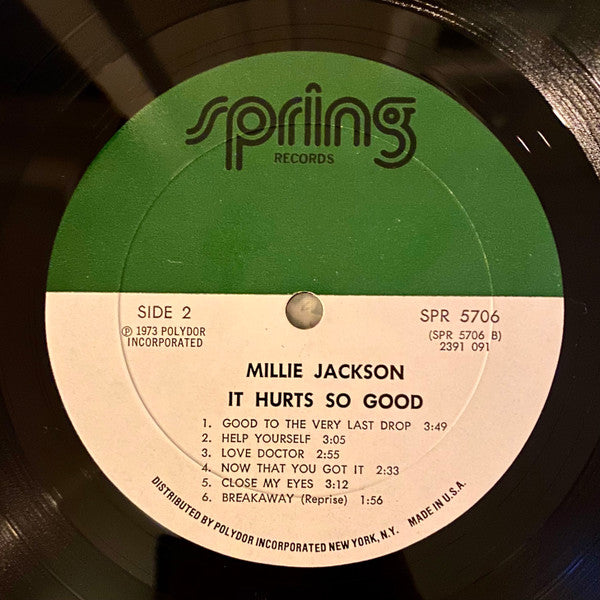 spring
RECORDS
SIDE 2
SPR 5706
℗ 1973 POLYDOR
INCORPORATED
(SPR 5706 B)
2391 091
MILLIE JACKSON
IT HURTS SO GOOD
1. GOOD TO THE VERY LAST DROP 3:49
2. HELP YOURSELF 3:05
3. LOVE DOCTOR 2:55
4. NOW THAT YOU GOT IT 2:33
5. CLOSE MY EYES 3:12
6. BREAKAWAY (Reprise) 1:56
DISTRIBUTED BY POLYDOR INCORPORATED NEW YORK, N.Y. MADE IN U.S.A.